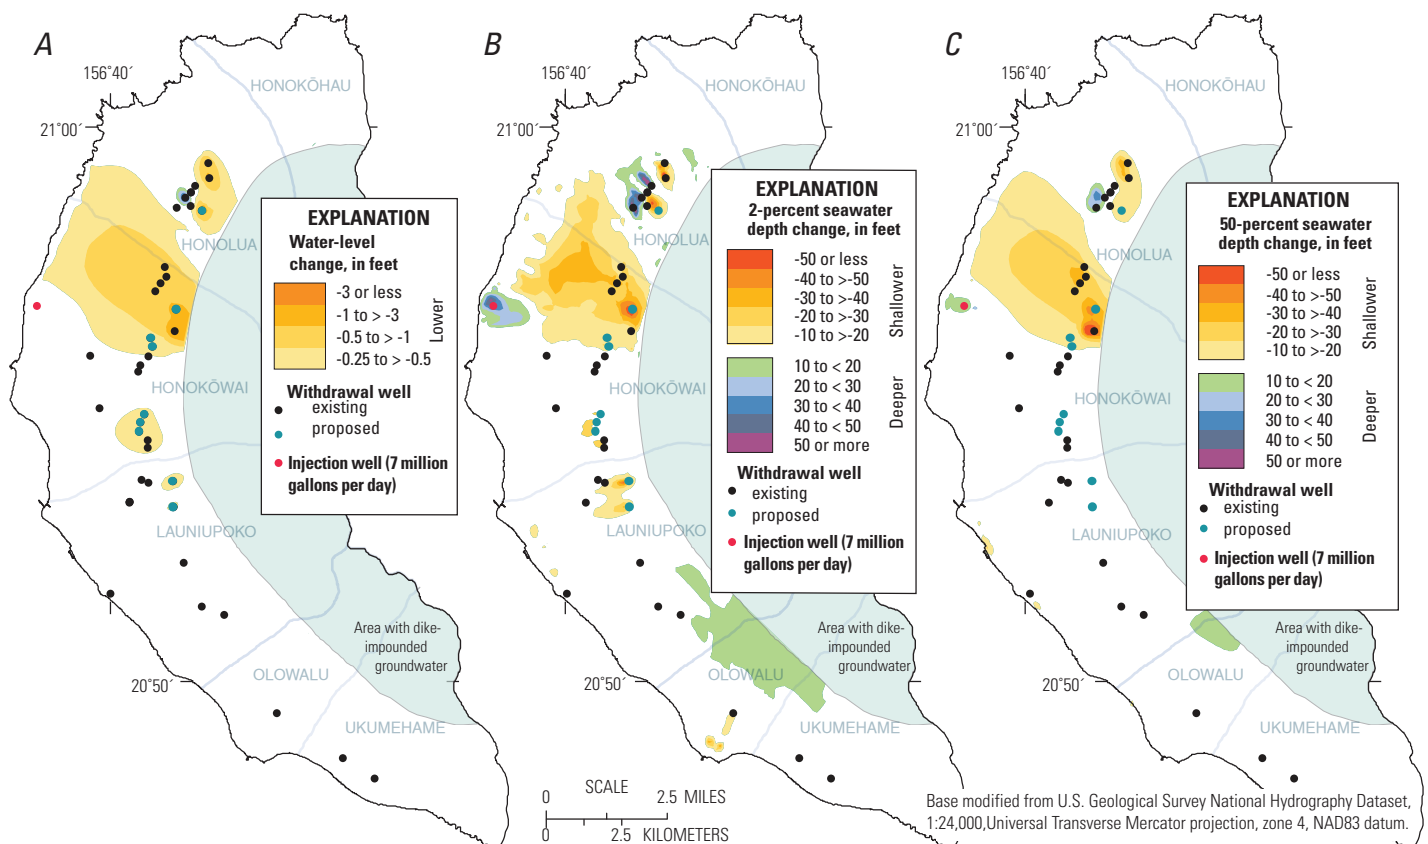 A
156°40´
HONOKŌHAU
21°00´
HONOLUA
HONOKŌWAI
LAUNIUPOKO
Area with dike-
impounded
groundwater
20°50´
OLOWALU
UKUMEHAME
EXPLANATION
Water-level
change, in feet
-3 or less
-1 to > -3
-0.5 to > -1
-0.25 to > -0.5
Lower
Withdrawal well
existing
proposed
Injection well (7 million
gallons per day)
B
156°40´
HONOKŌHAU
21°00´
HONOLUA
HONOKŌWAI
LAUNIUPOKO
Area with dike-
impounded
groundwater
20°50´
OLOWALU
UKUMEHAME
EXPLANATION
2-percent seawater
depth change, in feet
-50 or less
-40 to >-50
-30 to >-40
-20 to >-30
-10 to >-20
Shallower
10 to < 20
20 to < 30
30 to < 40
40 to < 50
50 or more
Deeper
Withdrawal well
existing
proposed
Injection well (7 million
gallons per day)
C
156°40´
HONOKŌHAU
21°00´
HONOLUA
HONOKŌWAI
LAUNIUPOKO
Area with dike-
impounded
groundwater
20°50´
OLOWALU
UKUMEHAME
EXPLANATION
50-percent seawater
depth change, in feet
-50 or less
-40 to >-50
-30 to >-40
-20 to >-30
-10 to >-20
Shallower
10 to < 20
20 to < 30
30 to < 40
40 to < 50
50 or more
Deeper
Withdrawal well
existing
proposed
Injection well (7 million
gallons per day)
SCALE
0 2.5 MILES
0 2.5 KILOMETERS
Base modified from U.S. Geological Survey National Hydrography Dataset,
1:24,000,Universal Transverse Mercator projection, zone 4, NAD83 datum.